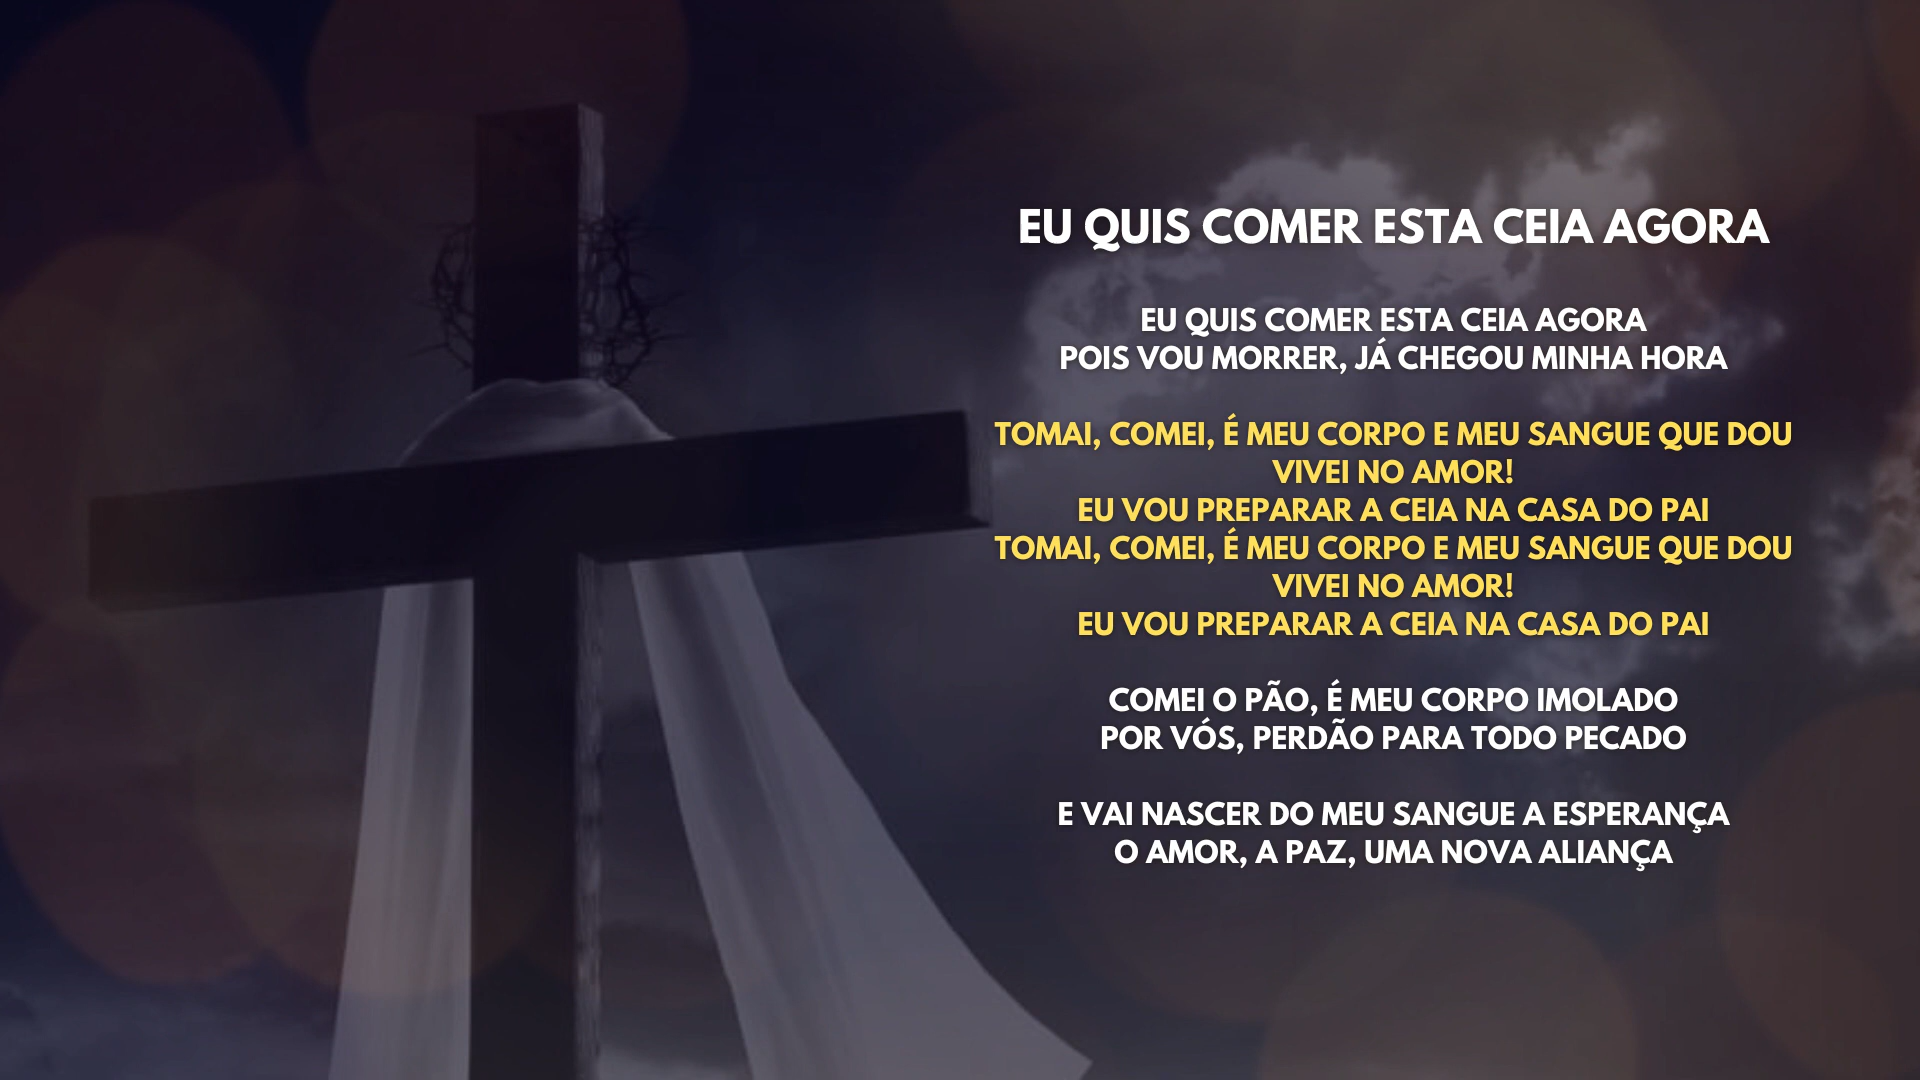 EU QUIS COMER ESTA CEIA AGORA
EU QUIS COMER ESTA CEIA AGORA
POIS VOU MORRER, JÁ CHEGOU MINHA HORA
TOMAI, COMEI, É MEU CORPO E MEU SANGUE QUE DOU
VIVEI NO AMOR!
EU VOU PREPARAR A CEIA NA CASA DO PAI
TOMAI, COMEI, É MEU CORPO E MEU SANGUE QUE DOU
VIVEI NO AMOR!
EU VOU PREPARAR A CEIA NA CASA DO PAI
COMEI O PÃO, É MEU CORPO IMOLADO
POR VÓS, PERDÃO PARA TODO PECADO
E VAI NASCER DO MEU SANGUE A ESPERANÇA
O AMOR, A PAZ, UMA NOVA ALIANÇA